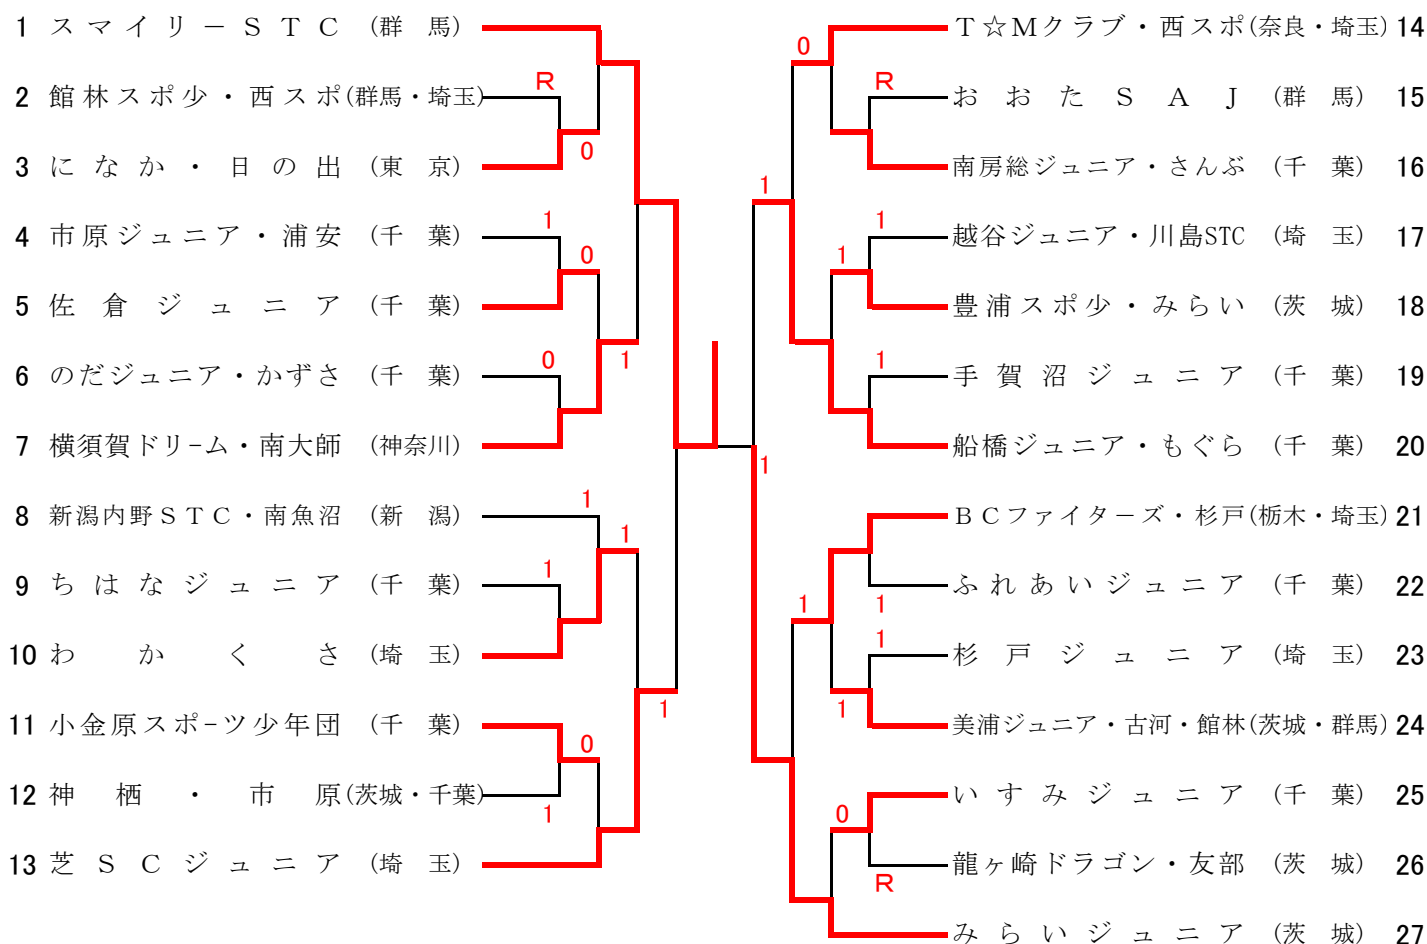 1 スマイリーＳＴＣ (群 馬)
2 館林スポ少・西スポ(群馬・埼玉)
R
3 になか・日の出 (東 京)
0
4 市原ジュニア・浦安 (千 葉)
1
5 佐倉ジュニア (千 葉)
0
6 のだジュニア・かずさ (千 葉)
0
1
7 横須賀ドリーム・南大師 (神奈川)
8 新潟内野ＳＴＣ・南魚沼 (新 潟)
1
1
9 ちはなジュニア (千 葉)
1
10 わかくさ (埼 玉)
1
11 小金原スポーツ少年団 (千 葉)
0
12 神栖・市原(茨城・千葉)
1
13 芝ＳＣジュニア (埼 玉)
0
Ｔ☆Ｍクラブ・西スポ(奈良・埼玉) 14
R
おおたＳＡＪ (群 馬) 15
南房総ジュニア・さんぶ (千 葉) 16
1
1
越谷ジュニア・川島STC (埼 玉) 17
1
豊浦スポ少・みらい (茨 城) 18
1
手賀沼ジュニア (千 葉) 19
船橋ジュニア・もぐら (千 葉) 20
1
ＢＣファイターズ・杉戸(栃木・埼玉) 21
ふれあいジュニア (千 葉) 22
1
1
1
杉戸ジュニア (埼 玉) 23
1
美浦ジュニア・古河・館林(茨城・群馬) 24
いすみジュニア (千 葉) 25
0
龍ヶ崎ドラゴン・友部 (茨 城) 26
R
みらいジュニア (茨 城) 27